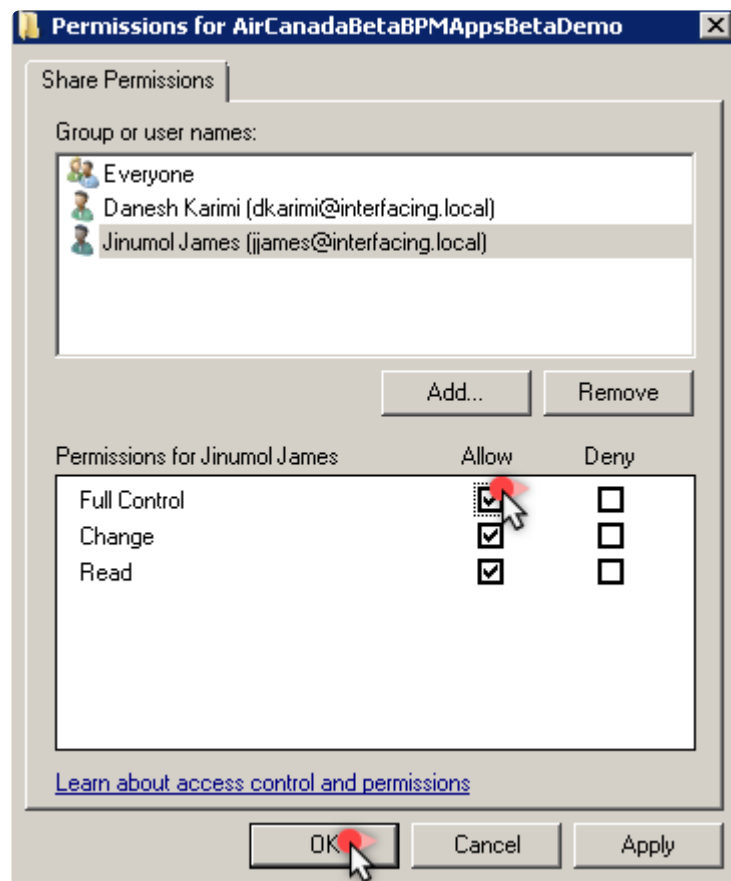 Permissions for AirCanadaBetaBPMAppsBetaDemo
Share Permissions
Group or user names:
Everyone
Danesh Karimi (dkarimi@interfacing.local)
Jinumol James (jjames@interfacing.local)
Add... Remove
Permissions for Jinumol James Allow Deny
Full Control
Change
Read
Learn about access control and permissions
OK Cancel Apply